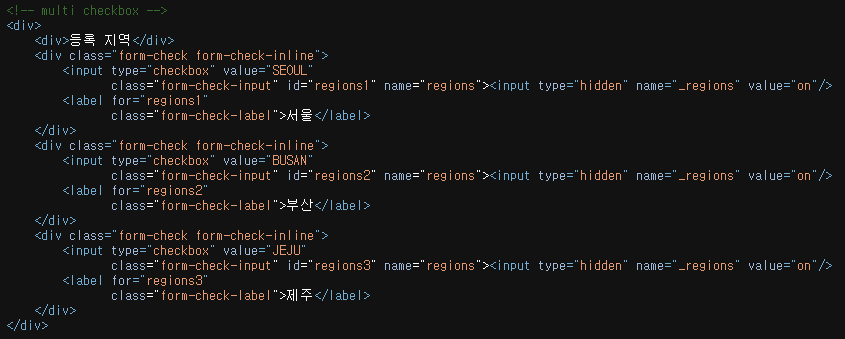 <!-- multi checkbox -->
<div>
    <div>등록 지역</div>
    <div class="form-check form-check-inline">
        <input type="checkbox" value="SEOUL"
               class="form-check-input" id="regions1" name="regions"><input type="hidden" name="_regions" value="on"/>
        <label for="regions1"
               class="form-check-label">서울</label>
    </div>
    <div class="form-check form-check-inline">
        <input type="checkbox" value="BUSAN"
               class="form-check-input" id="regions2" name="regions"><input type="hidden" name="_regions" value="on"/>
        <label for="regions2"
               class="form-check-label">부산</label>
    </div>
    <div class="form-check form-check-inline">
        <input type="checkbox" value="JEJU"
               class="form-check-input" id="regions3" name="regions"><input type="hidden" name="_regions" value="on"/>
        <label for="regions3"
               class="form-check-label">제주</label>
    </div>
</div>